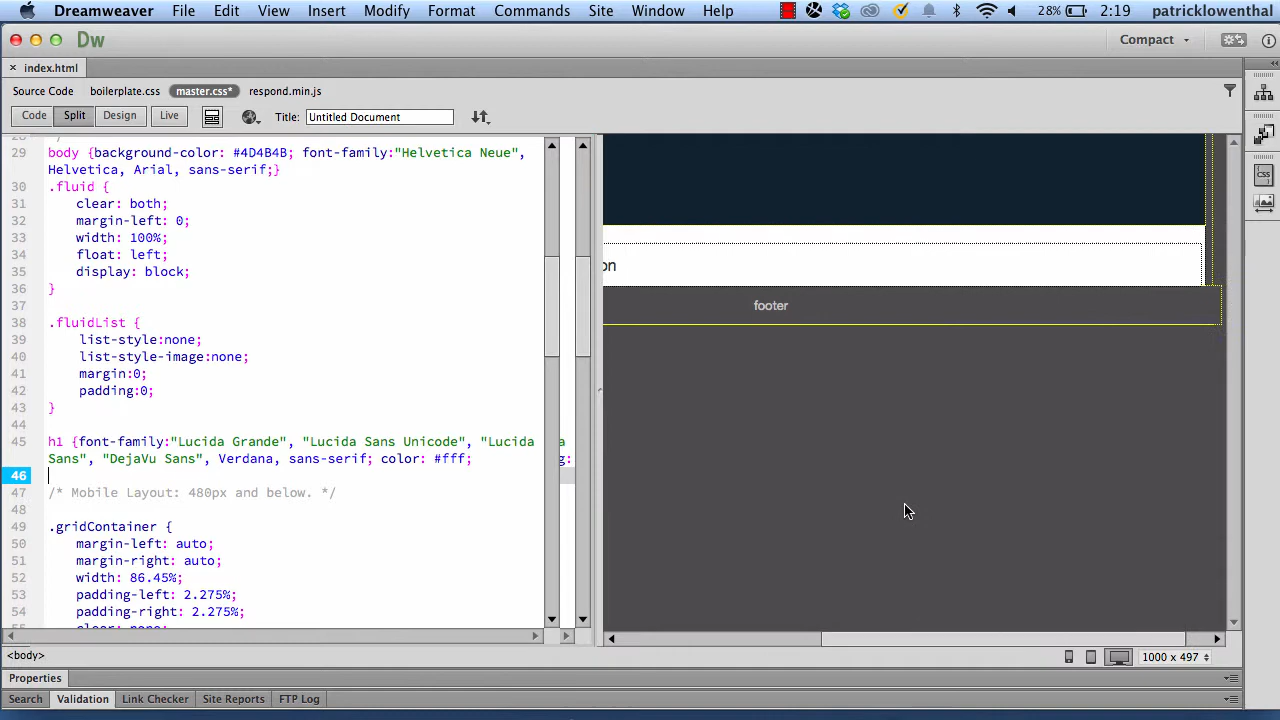 Dreamweaver File Edit View Insert Modify Format Commands Site Window Help 28% 2:19 patricklowenthal
Dw Compact
× index.html
Source Code boilerplate.css master.css* respond.min.js
Code Split Design Live Title: Untitled Document
29 body {background-color: #4D4B4B; font-family:"Helvetica Neue",
Helvetica, Arial, sans-serif;}
30 .fluid {
31 clear: both;
32 margin-left: 0;
33 width: 100%;
34 float: left;
35 display: block;
36 }
37
38 .fluidList {
39 list-style:none;
40 list-style-image:none;
41 margin:0;
42 padding:0;
43 }
44
45 h1 {font-family:"Lucida Grande", "Lucida Sans Unicode", "Lucida
Sans", "DejaVu Sans", Verdana, sans-serif; color: #fff;
46
47 /* Mobile Layout: 480px and below. */
48
49 .gridContainer {
50 margin-left: auto;
51 margin-right: auto;
52 width: 86.45%;
53 padding-left: 2.275%;
54 padding-right: 2.275%;
on
footer
CSS
<body> 1000 x 497
Properties
Search Validation Link Checker Site Reports FTP Log